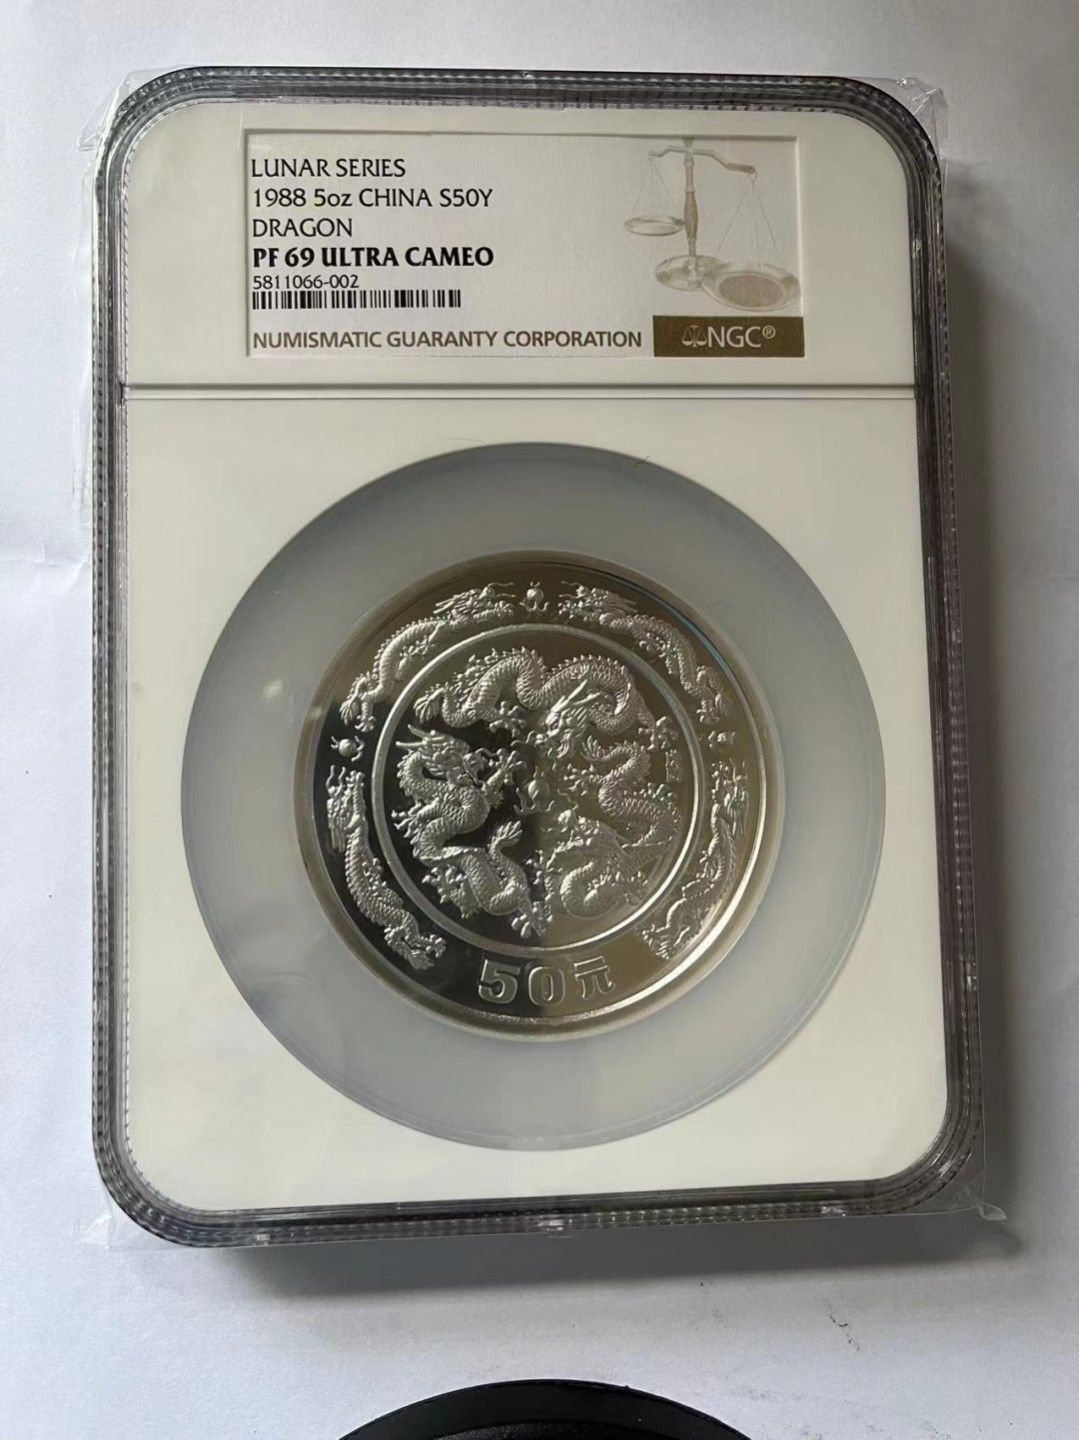 LUNAR SERIES
1988 5oz CHINA S50Y
DRAGON
PF 69 ULTRA CAMEO
5811066-002
NUMISMATIC GUARANTY CORPORATION
NGC®
50元